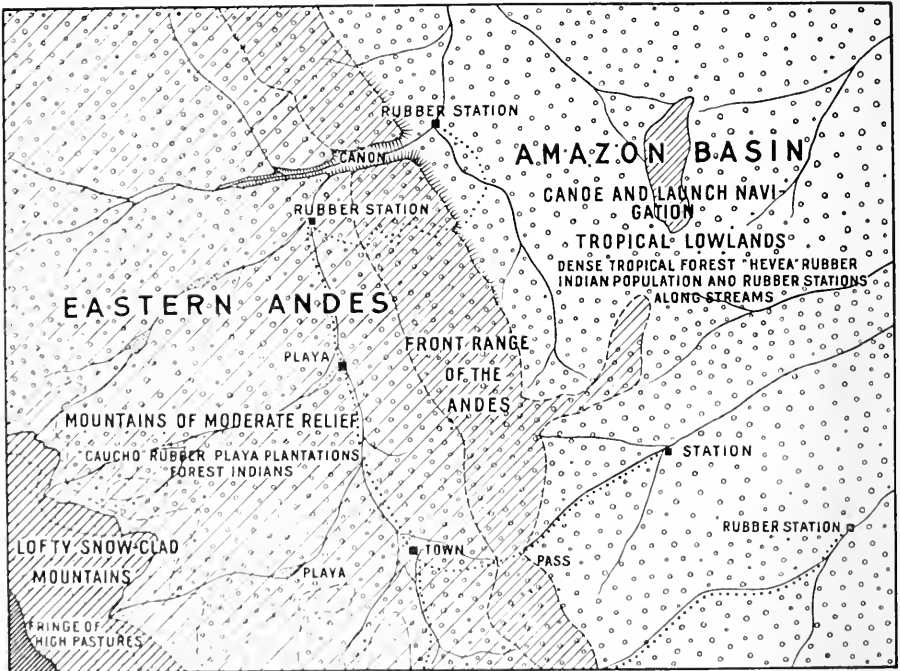 RUBBER STATION
CAÑON
AMAZON BASIN
CANOE AND LAUNCH NAVI-
GATION
RUBBER STATION
TROPICAL LOWLANDS
DENSE TROPICAL FOREST "HEVEA" RUBBER
INDIAN POPULATION AND RUBBER STATIONS
ALONG STREAMS
EASTERN ANDES
FRONT RANGE
OF THE
ANDES
PLAYA
MOUNTAINS OF MODERATE RELIEF
"CAUCHO RUBBER PLAYA PLANTATIONS
FOREST INDIANS
STATION
RUBBER STATION
LOFTY SNOW-CLAD
MOUNTAINS
TOWN
PASS
PLAYA
FRINGE OF
HIGH PASTURES